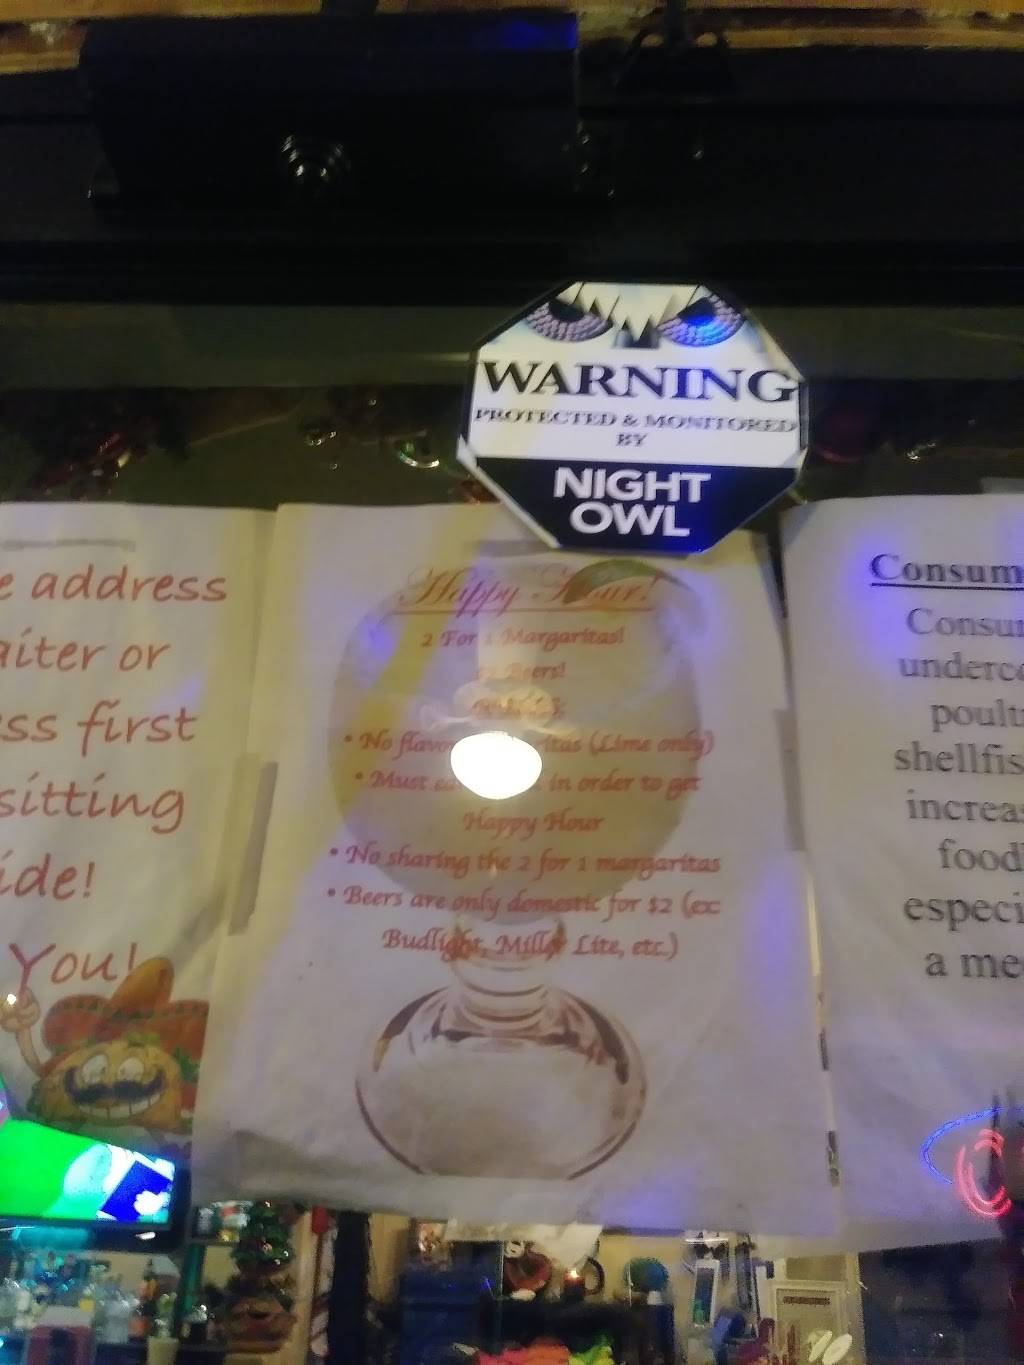 WARNING
PROTECTED & MONITORED
BY
NIGHT
OWL
e address
aiter or
ss first
sitting
ide!
You!
Happy Hour!
2 For 1 Margaritas!
Beers!
• No (Lime only)
• Must in order to get
Happy Hour
• No sharing the 2 for 1 margaritas
• Beers are only domestic for $2 (ex:
Budlight, Miller Lite, etc.)
Consum
Consu
underc
poult
shellfis
increas
food
especi
a me